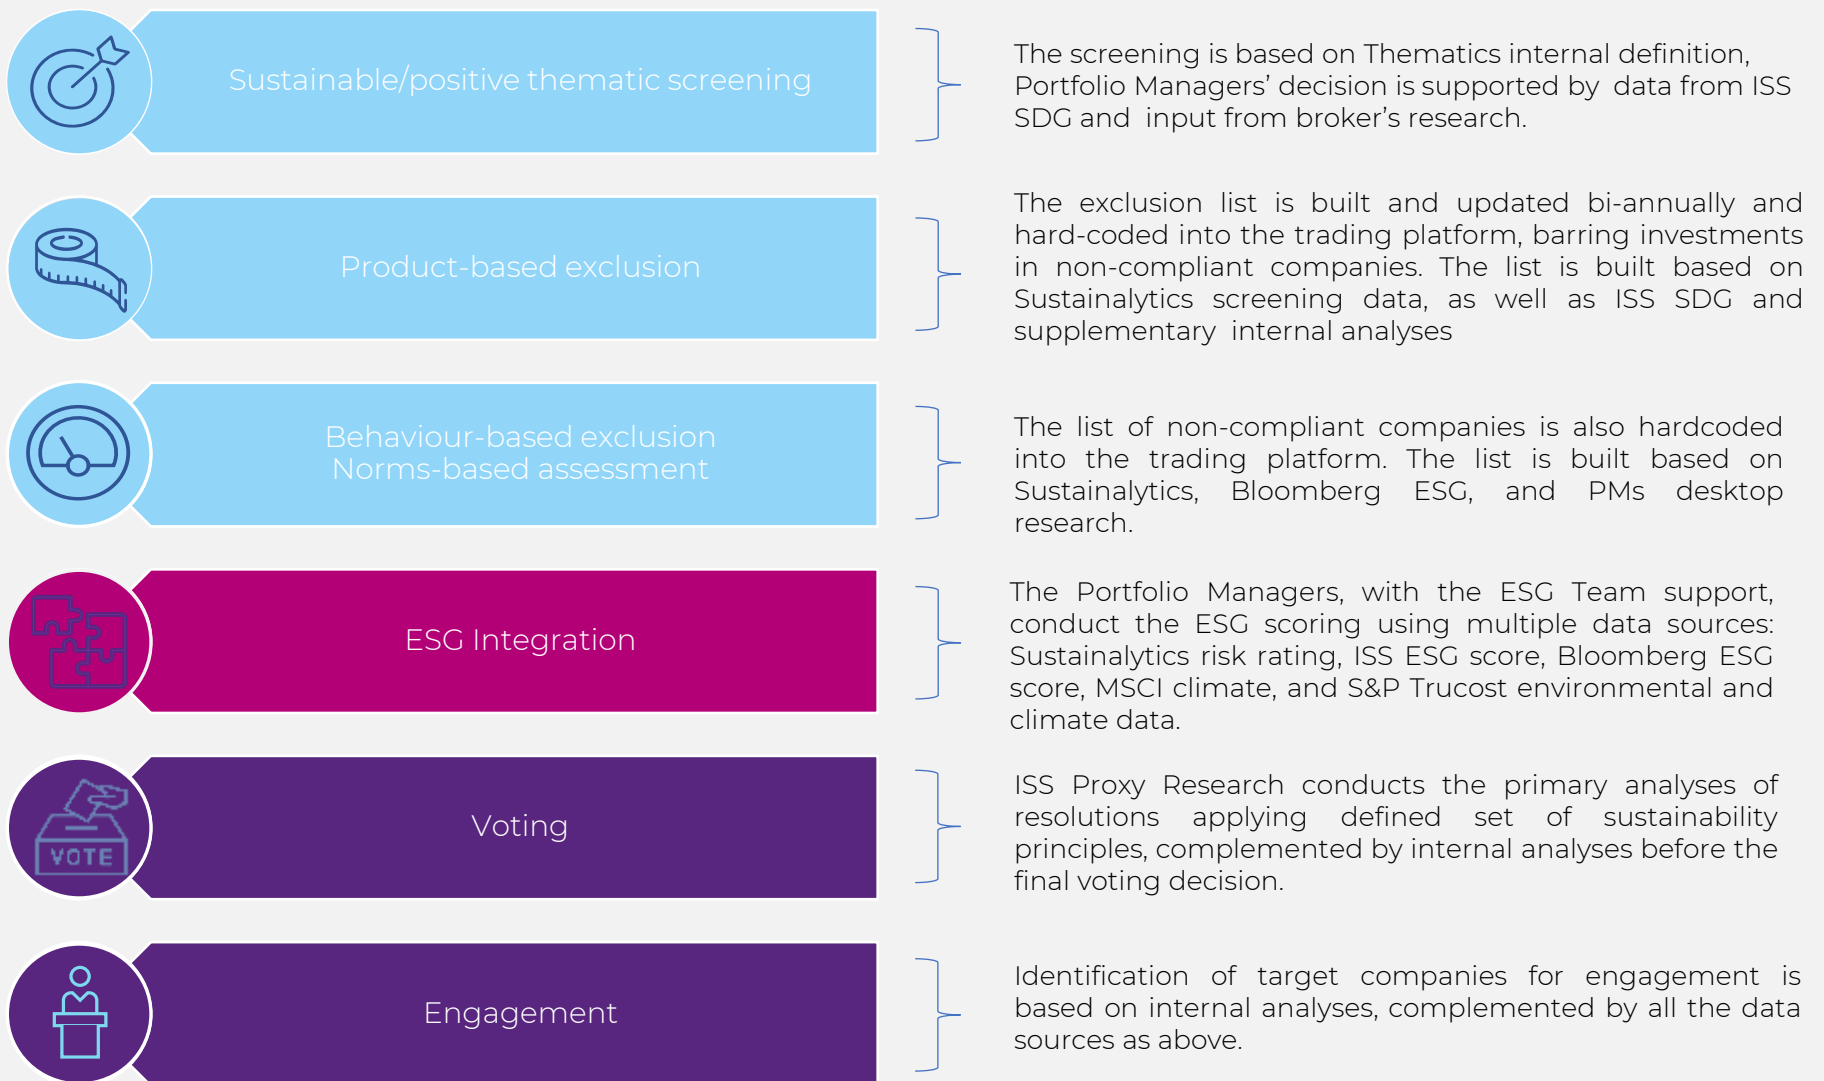 Sustainable/positive thematic screening
The screening is based on Thematics internal definition,
Portfolio Managers' decision is supported by data from ISS
SDG and input from broker's research.
Product-based exclusion
The exclusion list is built and updated bi-annually and
hard-coded into the trading platform, barring investments
in non-compliant companies. The list is built based on
Sustainalytics screening data, as well as ISS SDG and
supplementary internal analyses
Behaviour-based exclusion
Norms-based assessment
The list of non-compliant companies is also hardcoded
into the trading platform. The list is built based on
Sustainalytics, Bloomberg ESG, and PMs desktop
research.
ESG Integration
The Portfolio Managers, with the ESG Team support,
conduct the ESG scoring using multiple data sources:
Sustainalytics risk rating, ISS ESG score, Bloomberg ESG
score, MSCI climate, and S&P Trucost environmental and
climate data.
VOTE
Voting
ISS Proxy Research conducts the primary analyses of
resolutions applying defined set of sustainability
principles, complemented by internal analyses before the
final voting decision.
Engagement
Identification of target companies for engagement is
based on internal analyses, complemented by all the data
sources as above.